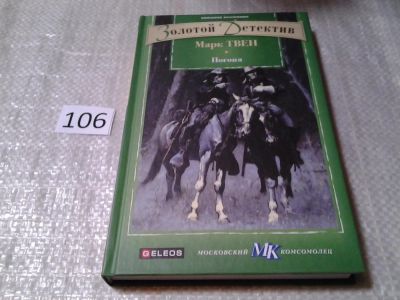 Золотой Детектив
Марк ТВЕН
Погоня
106
GELEOS
МОСКОВСКИЙ МК КОМСОМОЛЕЦ